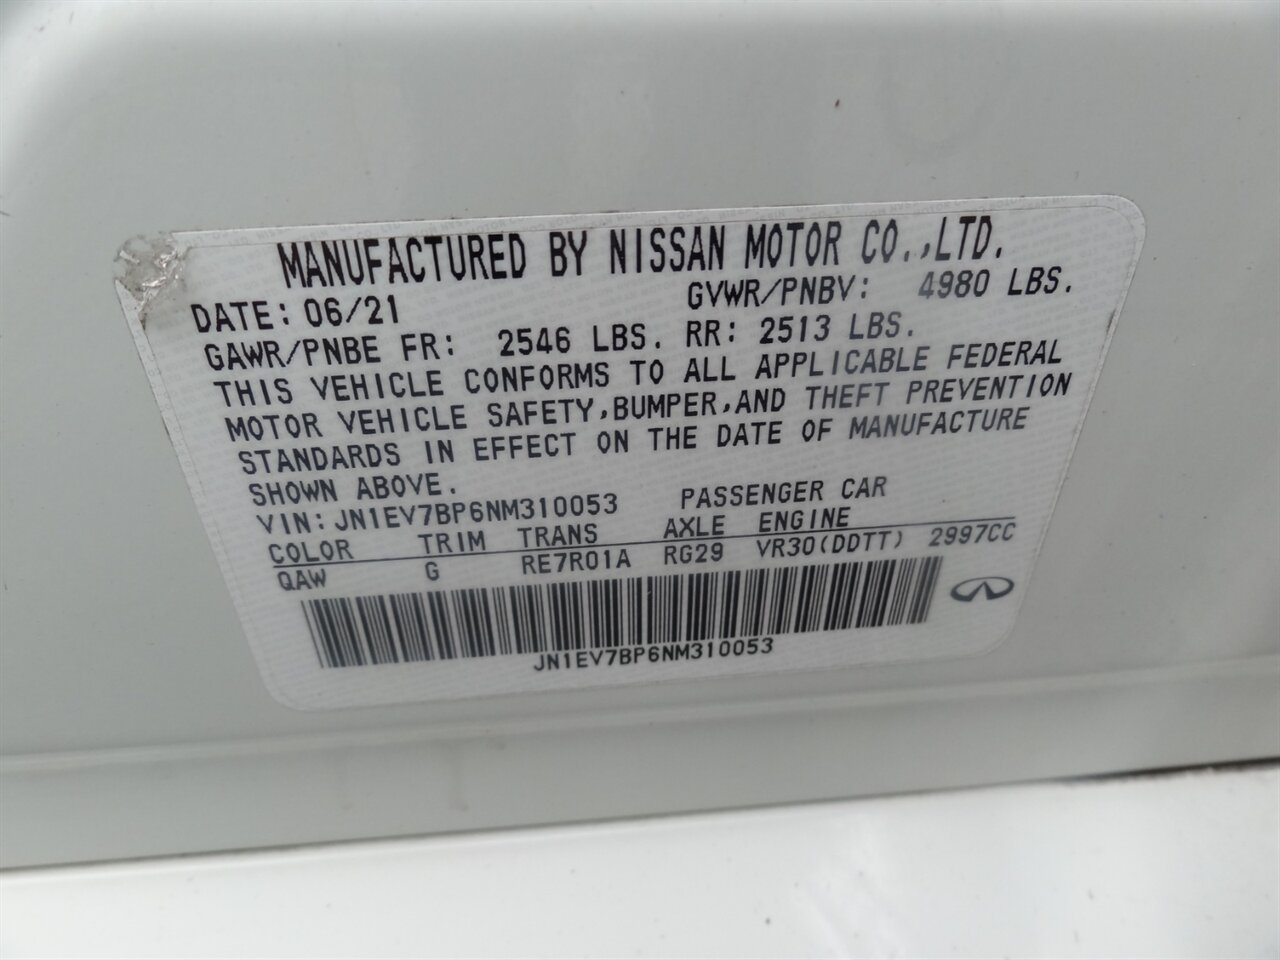 MANUFACTURED BY NISSAN MOTOR CO.,LTD.
DATE: 06/21 GVWR/PNBV: 4980 LBS.
GAWR/PNBE FR: 2546 LBS. RR: 2513 LBS.
THIS VEHICLE CONFORMS TO ALL APPLICABLE FEDERAL
MOTOR VEHICLE SAFETY,BUMPER,AND THEFT PREVENTION
STANDARDS IN EFFECT ON THE DATE OF MANUFACTURE
SHOWN ABOVE.
VIN: JN1EV7BP6NM310053 PASSENGER CAR
COLOR TRIM TRANS AXLE ENGINE
QAW G RE7R01A RG29 VR30(DDTT) 2997CC
JN1EV7BP6NM310053